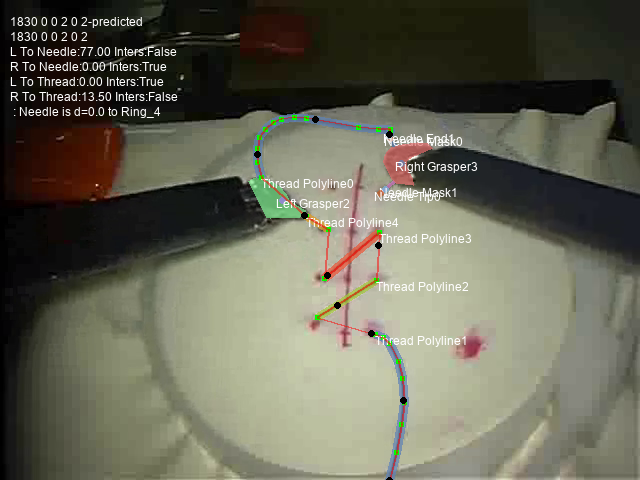 1830 0 0 2 0 2-predicted
1830 0 0 2 0 2
L To Needle:77.00 Inters:False
R To Needle:0.00 Inters:True
L To Thread:0.00 Inters:True
R To Thread:13.50 Inters:False
: Needle is d=0.0 to Ring_4
Needle End1
Needle Mask0
Right Grasper3
Thread Polyline0
Needle Mask1
Needle Tip0
Left Grasper2
Thread Polyline4
Thread Polyline3
Thread Polyline2
Thread Polyline1